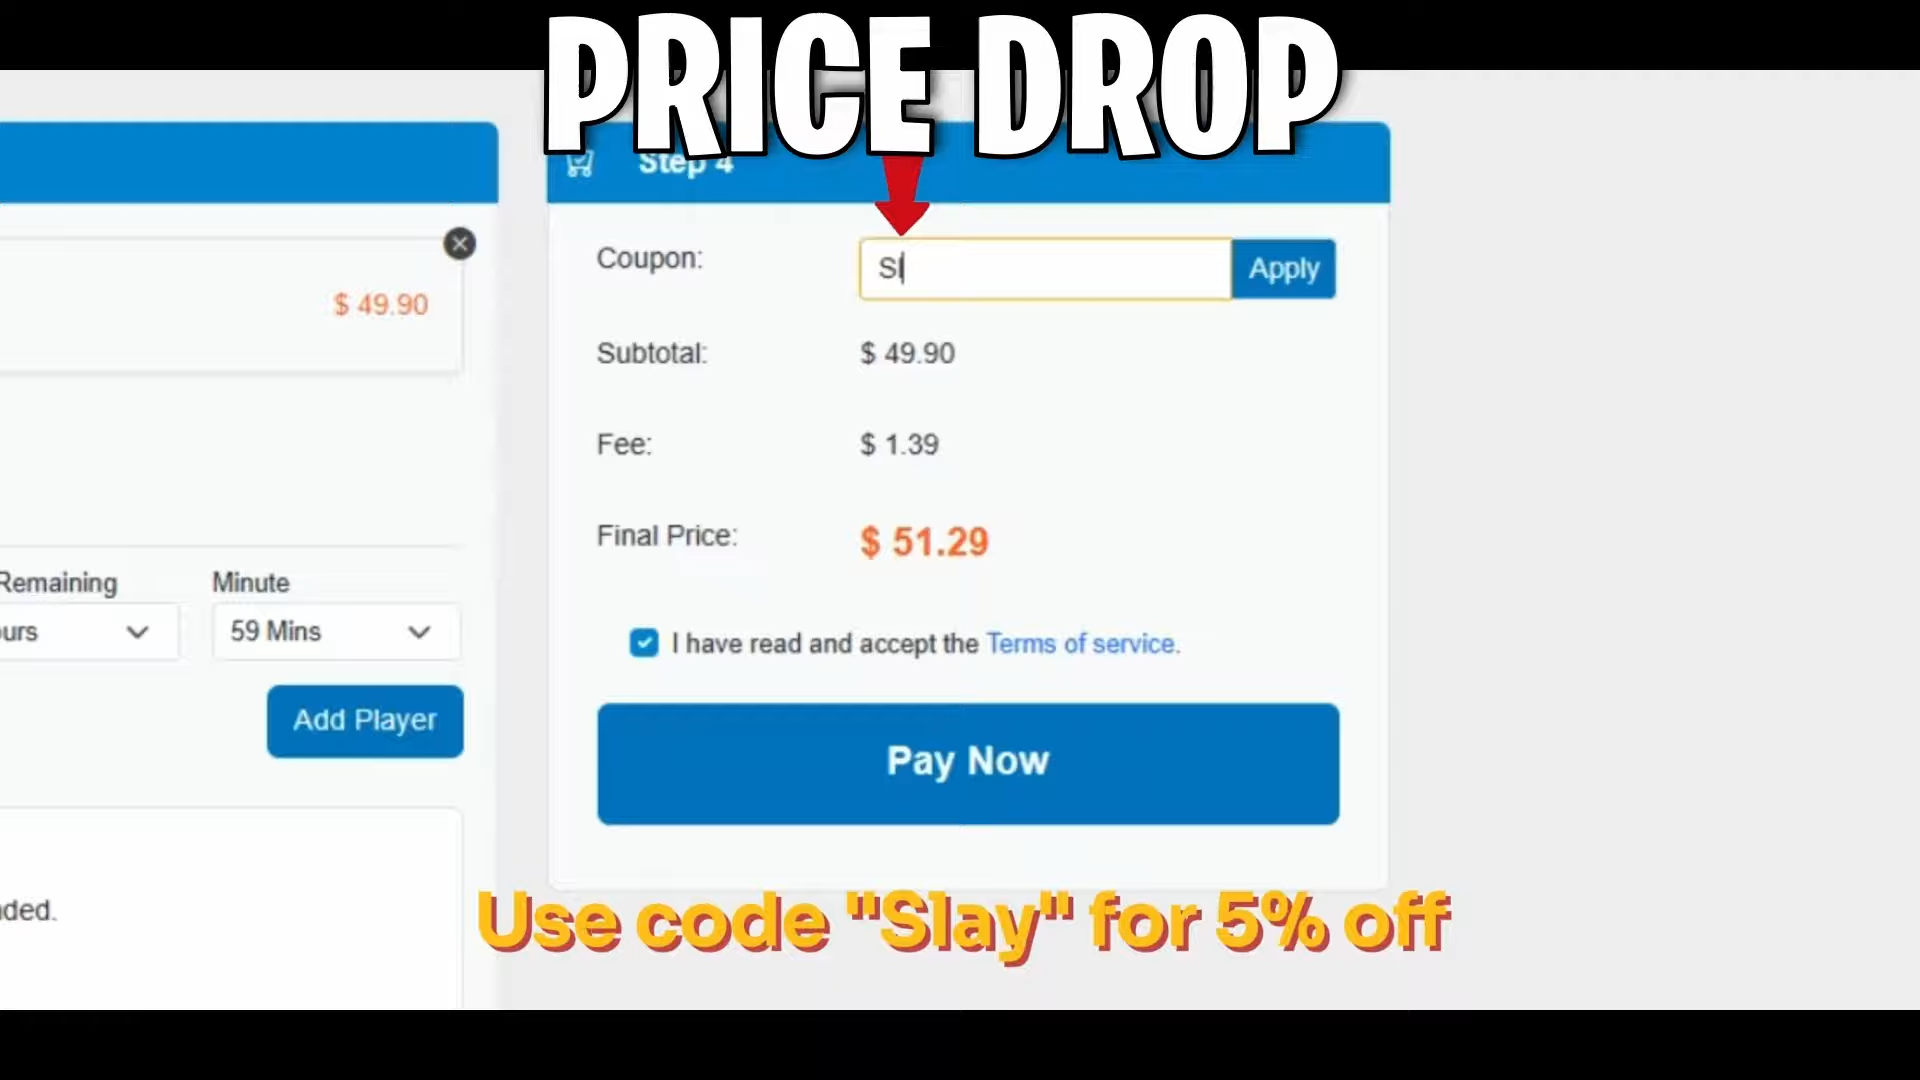 PRICE DROP
Step 4
Coupon:
Sl
Apply
$ 49.90
Subtotal:
$ 49.90
Fee:
$ 1.39
Final Price:
$ 51.29
Remaining
Minute
ours
59 Mins
I have read and accept the Terms of service.
Add Player
Pay Now
ded.
Use code "Slay" for 5% off